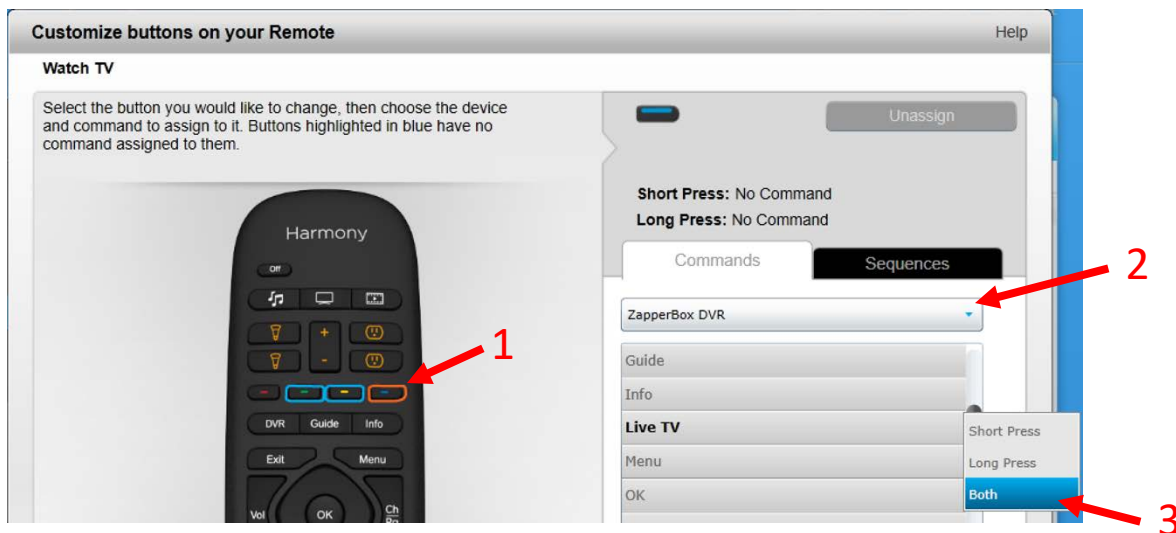 Customize buttons on your Remote
Help
Watch TV
Select the button you would like to change, then choose the device
and command to assign to it. Buttons highlighted in blue have no
command assigned to them.
Unassign
Short Press: No Command
Long Press: No Command
Commands
Sequences
2
ZapperBox DVR
Guide
Info
Live TV
Menu
OK
Short Press
Long Press
Both
3
Harmony
Off
+
-
1
DVR Guide Info
Exit Menu
Vol OK Ch